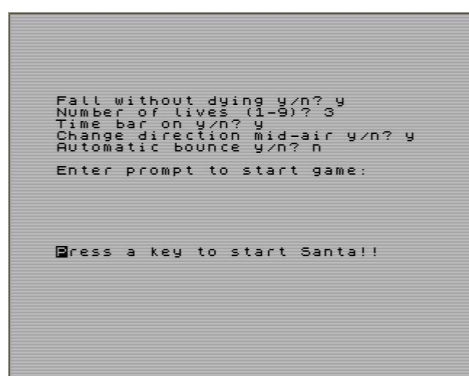 Fall without dying y/n? y
Number of lives (1-9)? 3
Time bar on y/n? y
Change direction mid-air y/n? y
Automatic bounce y/n? n
Enter prompt to start game:
Press a key to start Santa!!